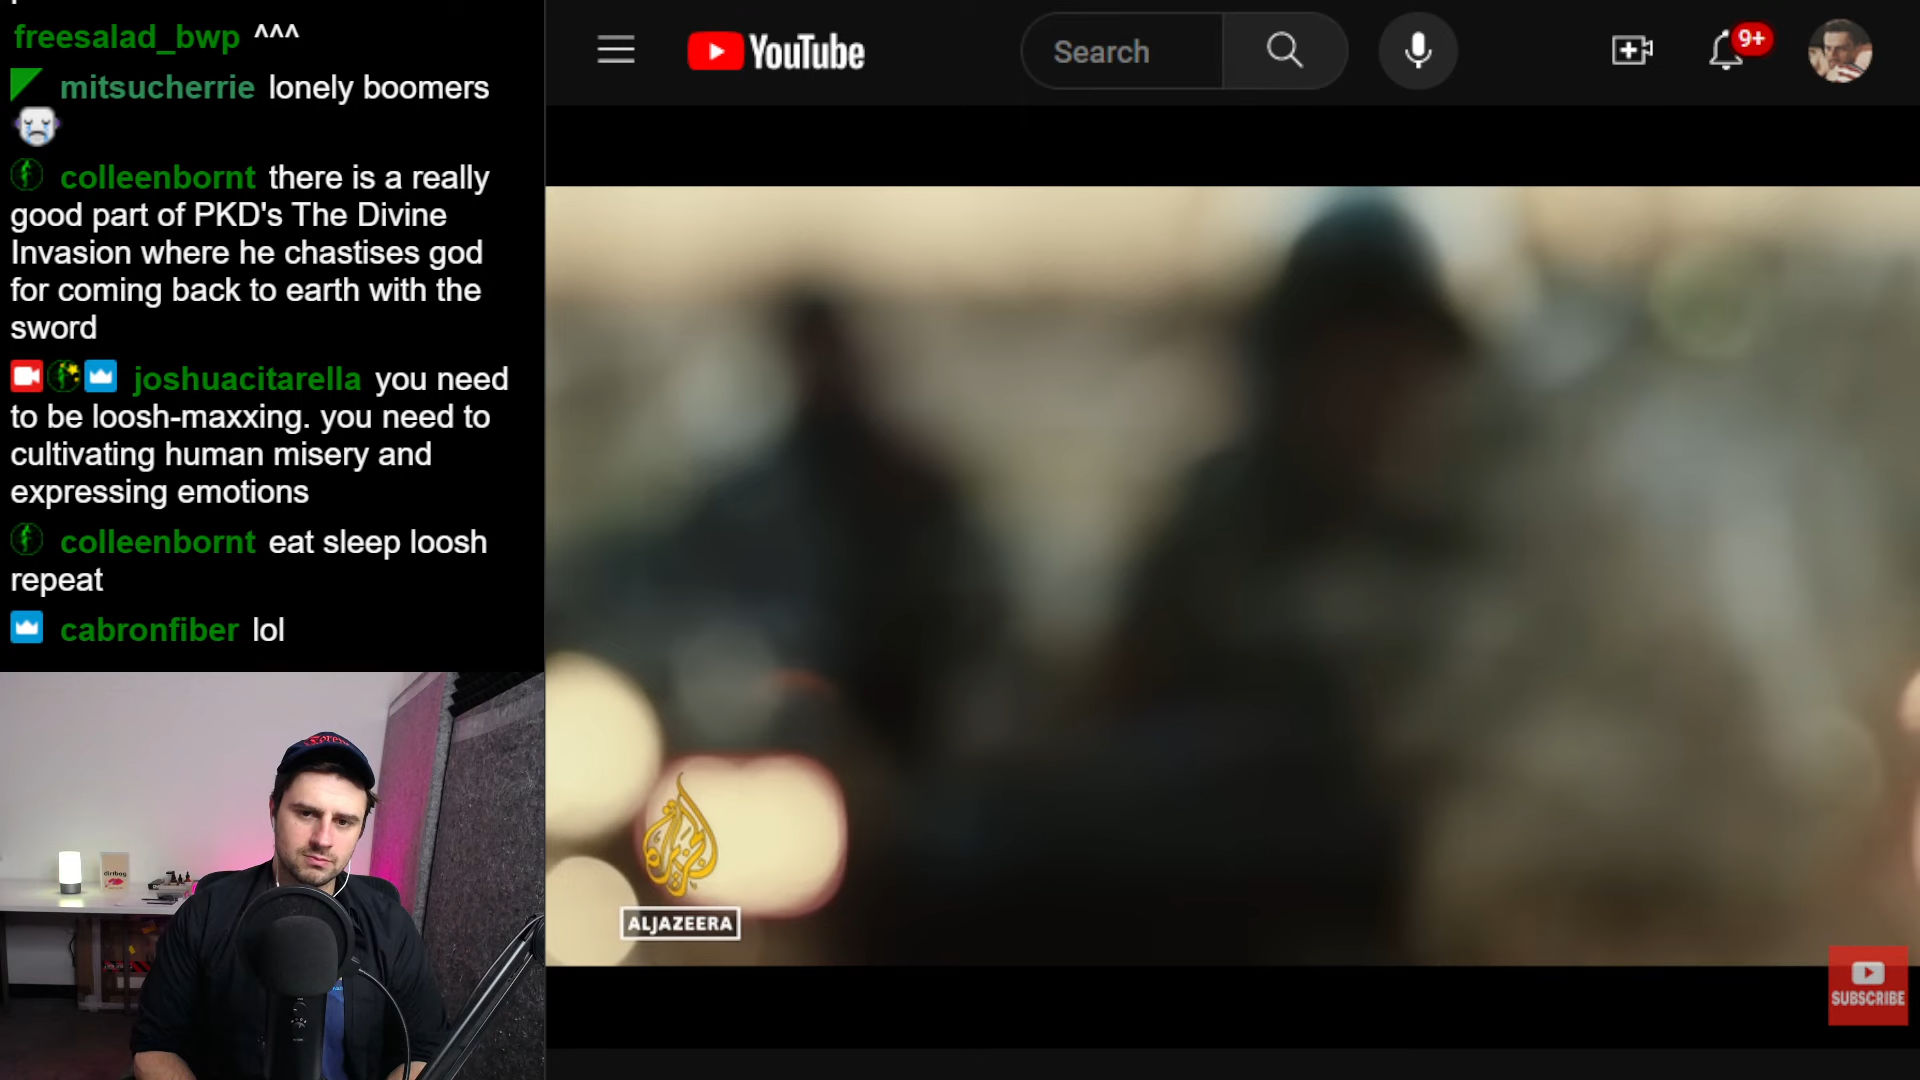 freesalad_bwp ^^^
mitsucherrie lonely boomers
colleenbornt there is a really
good part of PKD's The Divine
Invasion where he chastises god
for coming back to earth with the
sword
joshuacitarella you need
to be loosh-maxxing. you need to
cultivating human misery and
expressing emotions
colleenbornt eat sleep loosh
repeat
cabronfiber lol
YouTube
Search
9+
الجزيرة
ALJAZEERA
SUBSCRIBE
dirtbag